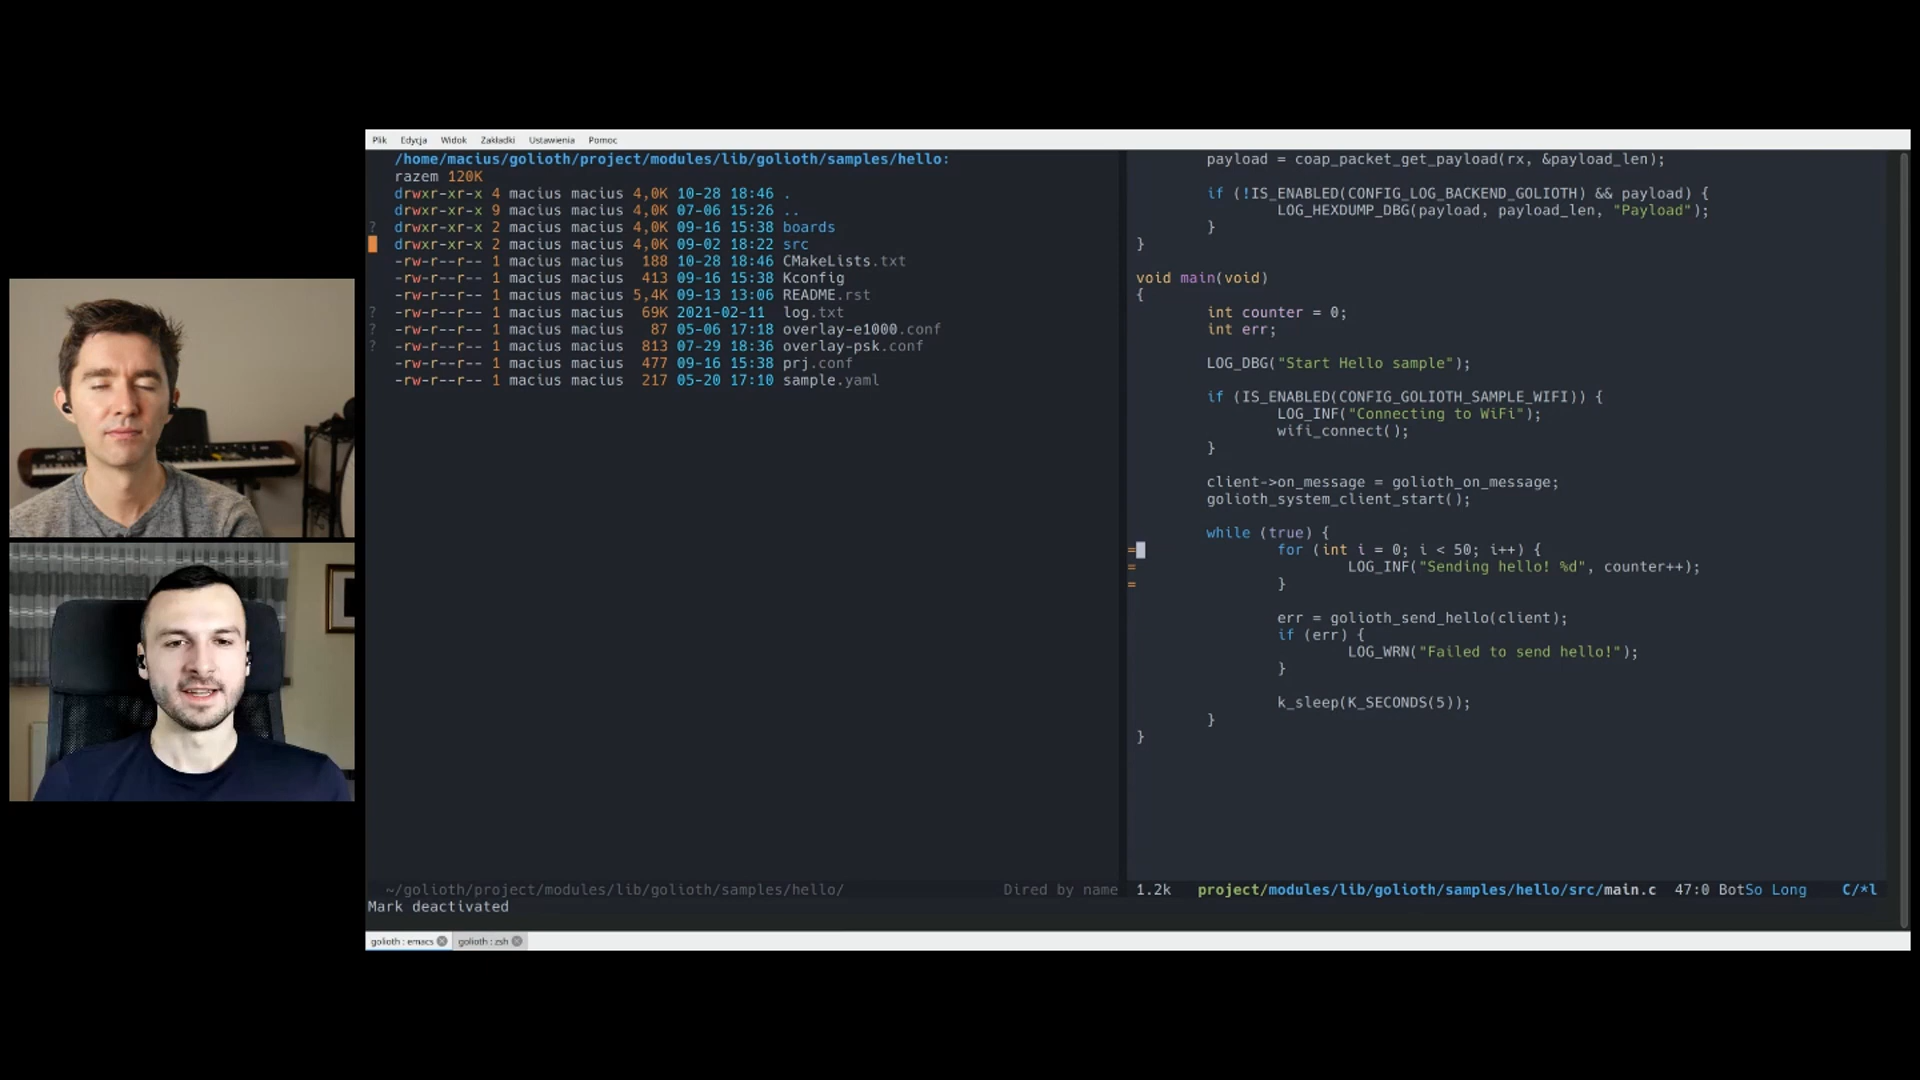 Plik Edycja Widok Zakładki Ustawienia Pomoc
/home/macius/golioth/project/modules/lib/golioth/samples/hello:
razem 120K
drwxr-xr-x 4 macius macius 4,0K 10-28 18:46 .
drwxr-xr-x 9 macius macius 4,0K 07-06 15:26 ..
? drwxr-xr-x 2 macius macius 4,0K 09-16 15:38 boards
drwxr-xr-x 2 macius macius 4,0K 09-02 18:22 src
-rw-r--r-- 1 macius macius 188 10-28 18:46 CMakeLists.txt
-rw-r--r-- 1 macius macius 413 09-16 15:38 Kconfig
-rw-r--r-- 1 macius macius 5,4K 09-13 13:06 README.rst
? -rw-r--r-- 1 macius macius 69K 2021-02-11 log.txt
? -rw-r--r-- 1 macius macius 87 05-06 17:18 overlay-e1000.conf
? -rw-r--r-- 1 macius macius 813 07-29 18:36 overlay-psk.conf
-rw-r--r-- 1 macius macius 477 09-16 15:38 prj.conf
-rw-r--r-- 1 macius macius 217 05-20 17:10 sample.yaml
~/golioth/project/modules/lib/golioth/samples/hello/ Dired by name
payload = coap_packet_get_payload(rx, &payload_len);
if (!IS_ENABLED(CONFIG_LOG_BACKEND_GOLIOTH) && payload) {
LOG_HEXDUMP_DBG(payload, payload_len, "Payload");
}
}
void main(void)
{
int counter = 0;
int err;
LOG_DBG("Start Hello sample");
if (IS_ENABLED(CONFIG_GOLIOTH_SAMPLE_WIFI)) {
LOG_INF("Connecting to WiFi");
wifi_connect();
}
client->on_message = golioth_on_message;
golioth_system_client_start();
while (true) {
= for (int i = 0; i < 50; i++) {
= LOG_INF("Sending hello! %d", counter++);
= }
err = golioth_send_hello(client);
if (err) {
LOG_WRN("Failed to send hello!");
}
k_sleep(K_SECONDS(5));
}
}
1.2k project/modules/lib/golioth/samples/hello/src/main.c 47:0 BotSo Long C/*l
Mark deactivated
golioth : emacs golioth : zsh